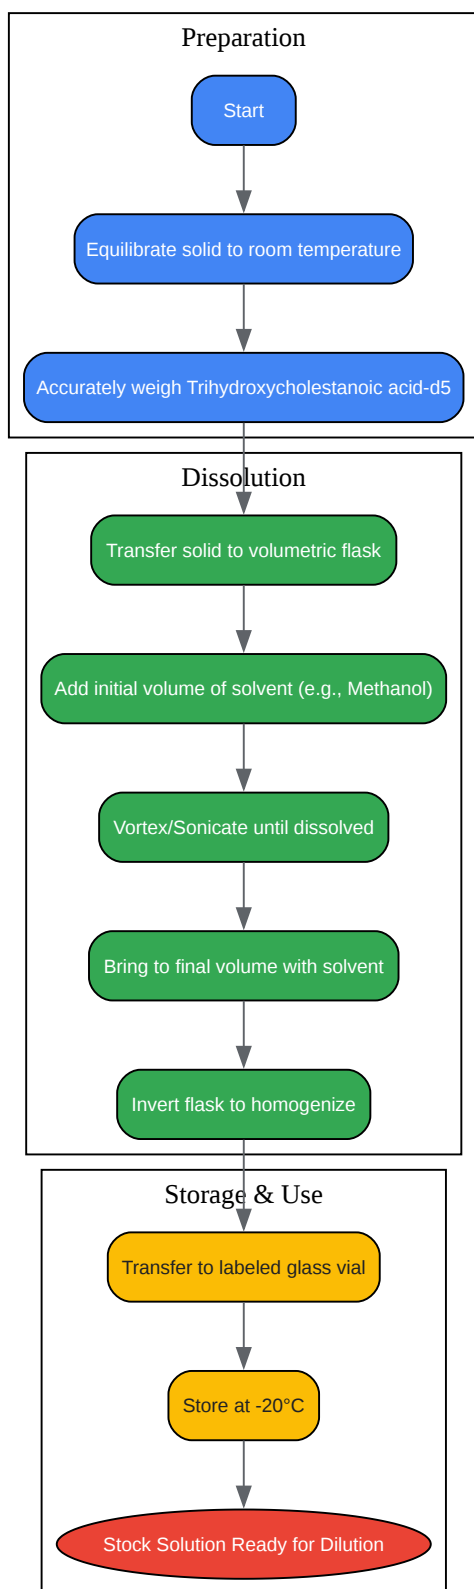 Preparation
Start
Equilibrate solid to room temperature
Accurately weigh Trihydroxycholestanoic acid-d5
Dissolution
Transfer solid to volumetric flask
Add initial volume of solvent (e.g., Methanol)
Vortex/Sonicate until dissolved
Bring to final volume with solvent
Invert flask to homogenize
Storage & Use
Transfer to labeled glass vial
Store at -20°C
Stock Solution Ready for Dilution